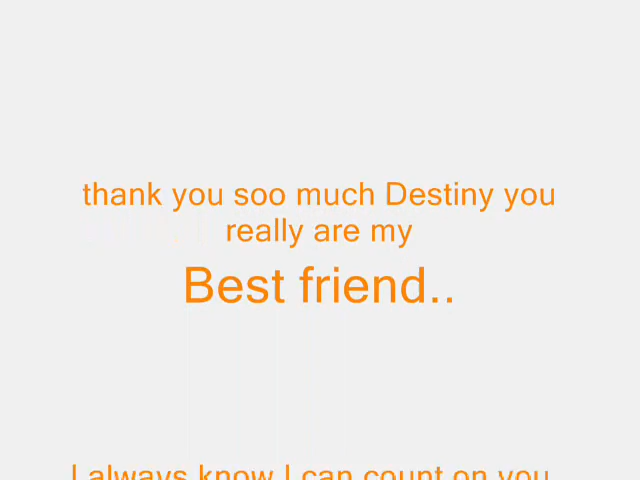 thank you soo much Destiny you
really are my
Best friend..
I always know I can count on you